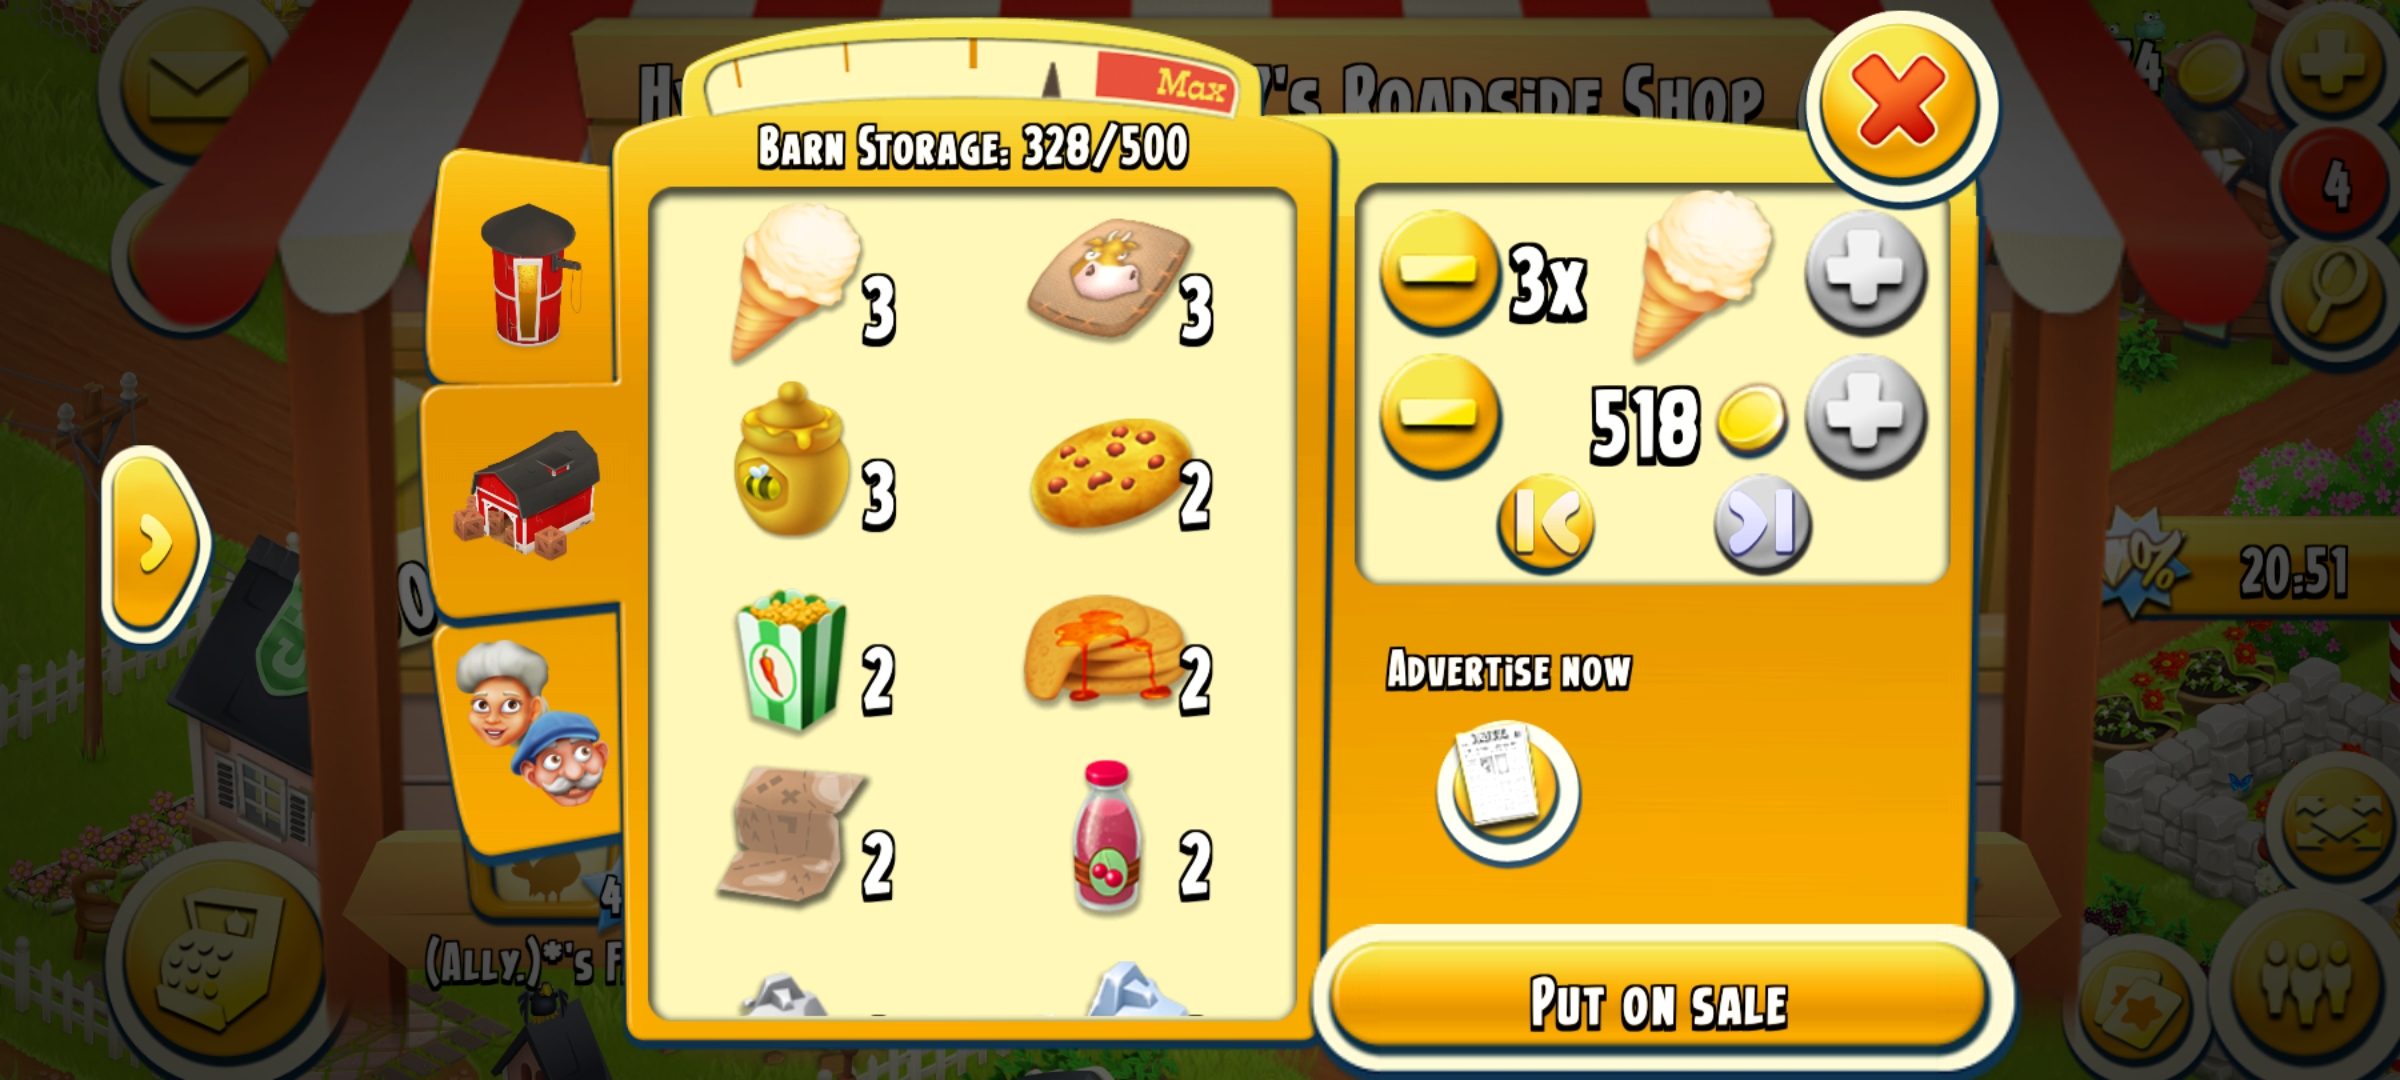 Max
's Roadside Shop
Barn Storage: 328/500
4
3
3
3x
3
2
518
2
2
20:51
Advertise now
2
2
(Ally.)*'s F
Put on sale